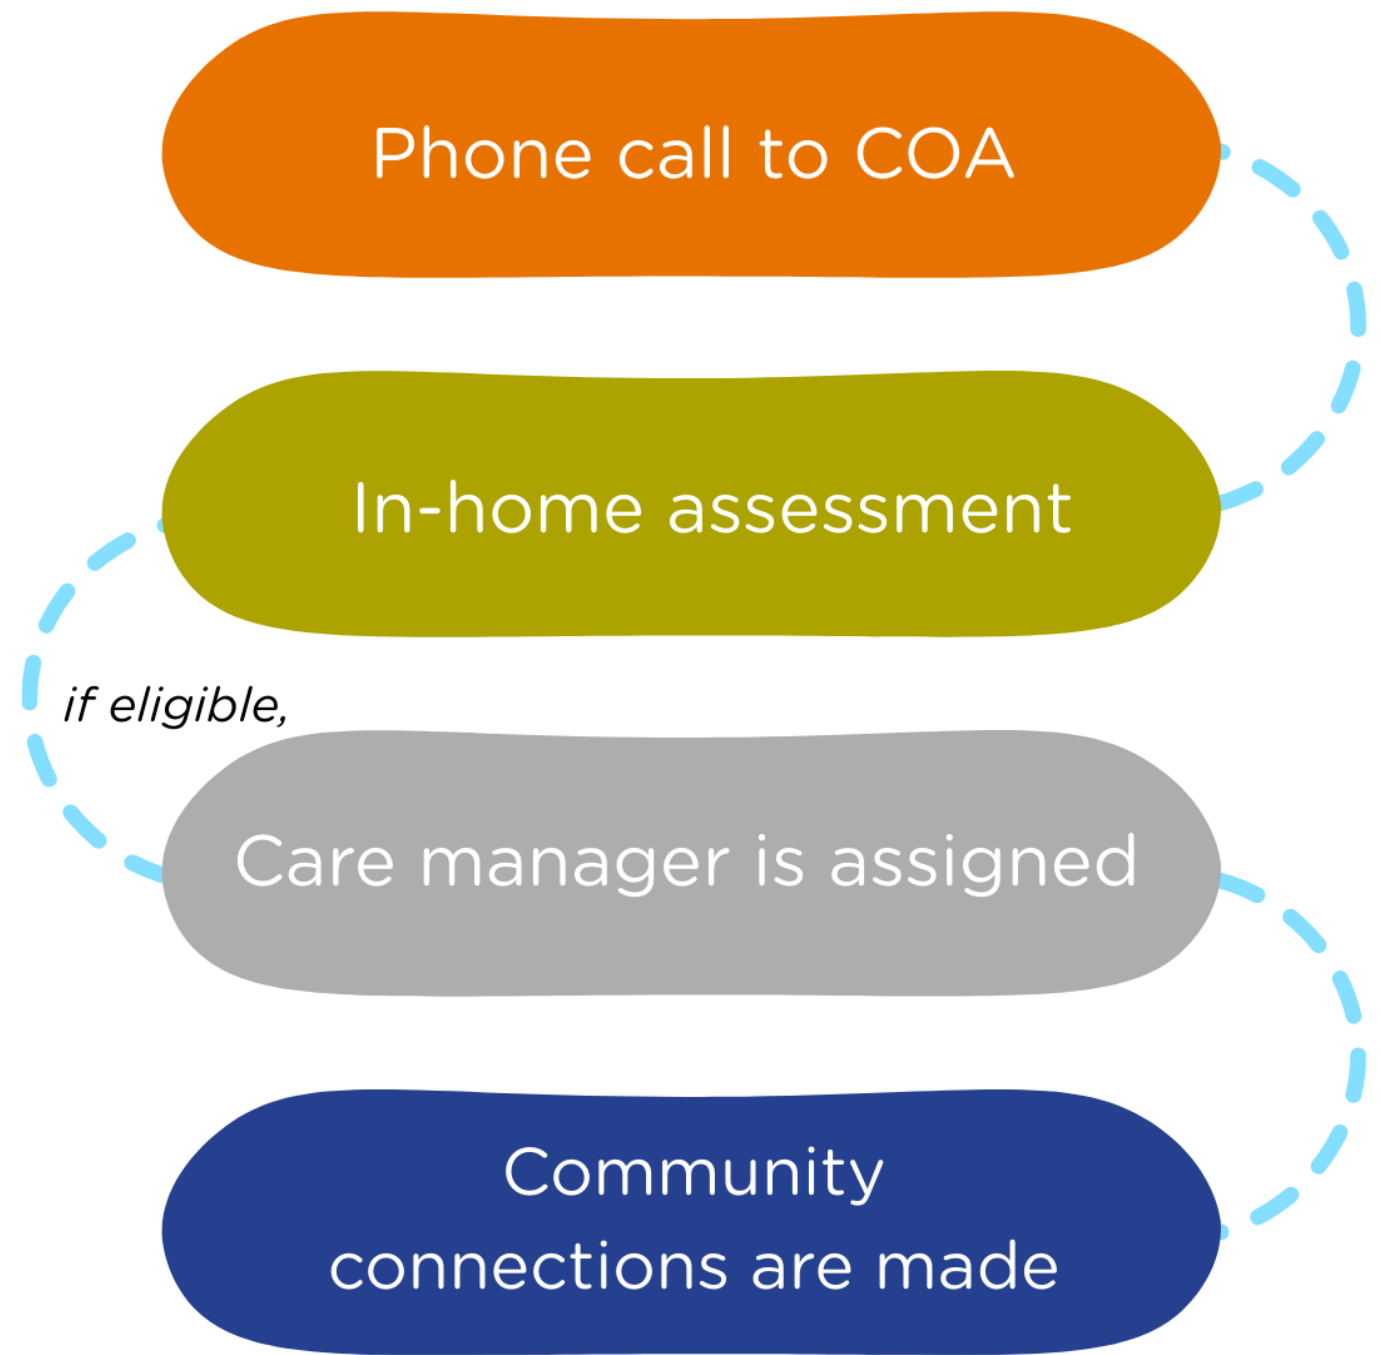 Phone call to COA
In-home assessment
if eligible,
Care manager is assigned
Community
connections are made